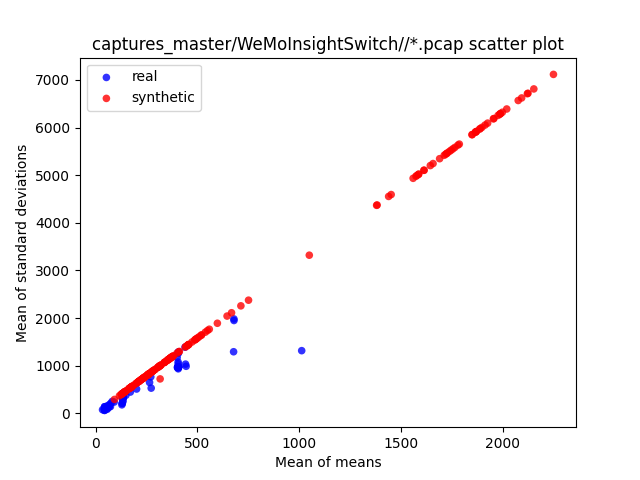 captures_master/WeMoInsightSwitch//*.pcap scatter plot
real
synthetic
Mean of standard deviations
7000
6000
5000
4000
3000
2000
1000
0
0
500
1000
1500
2000
Mean of means